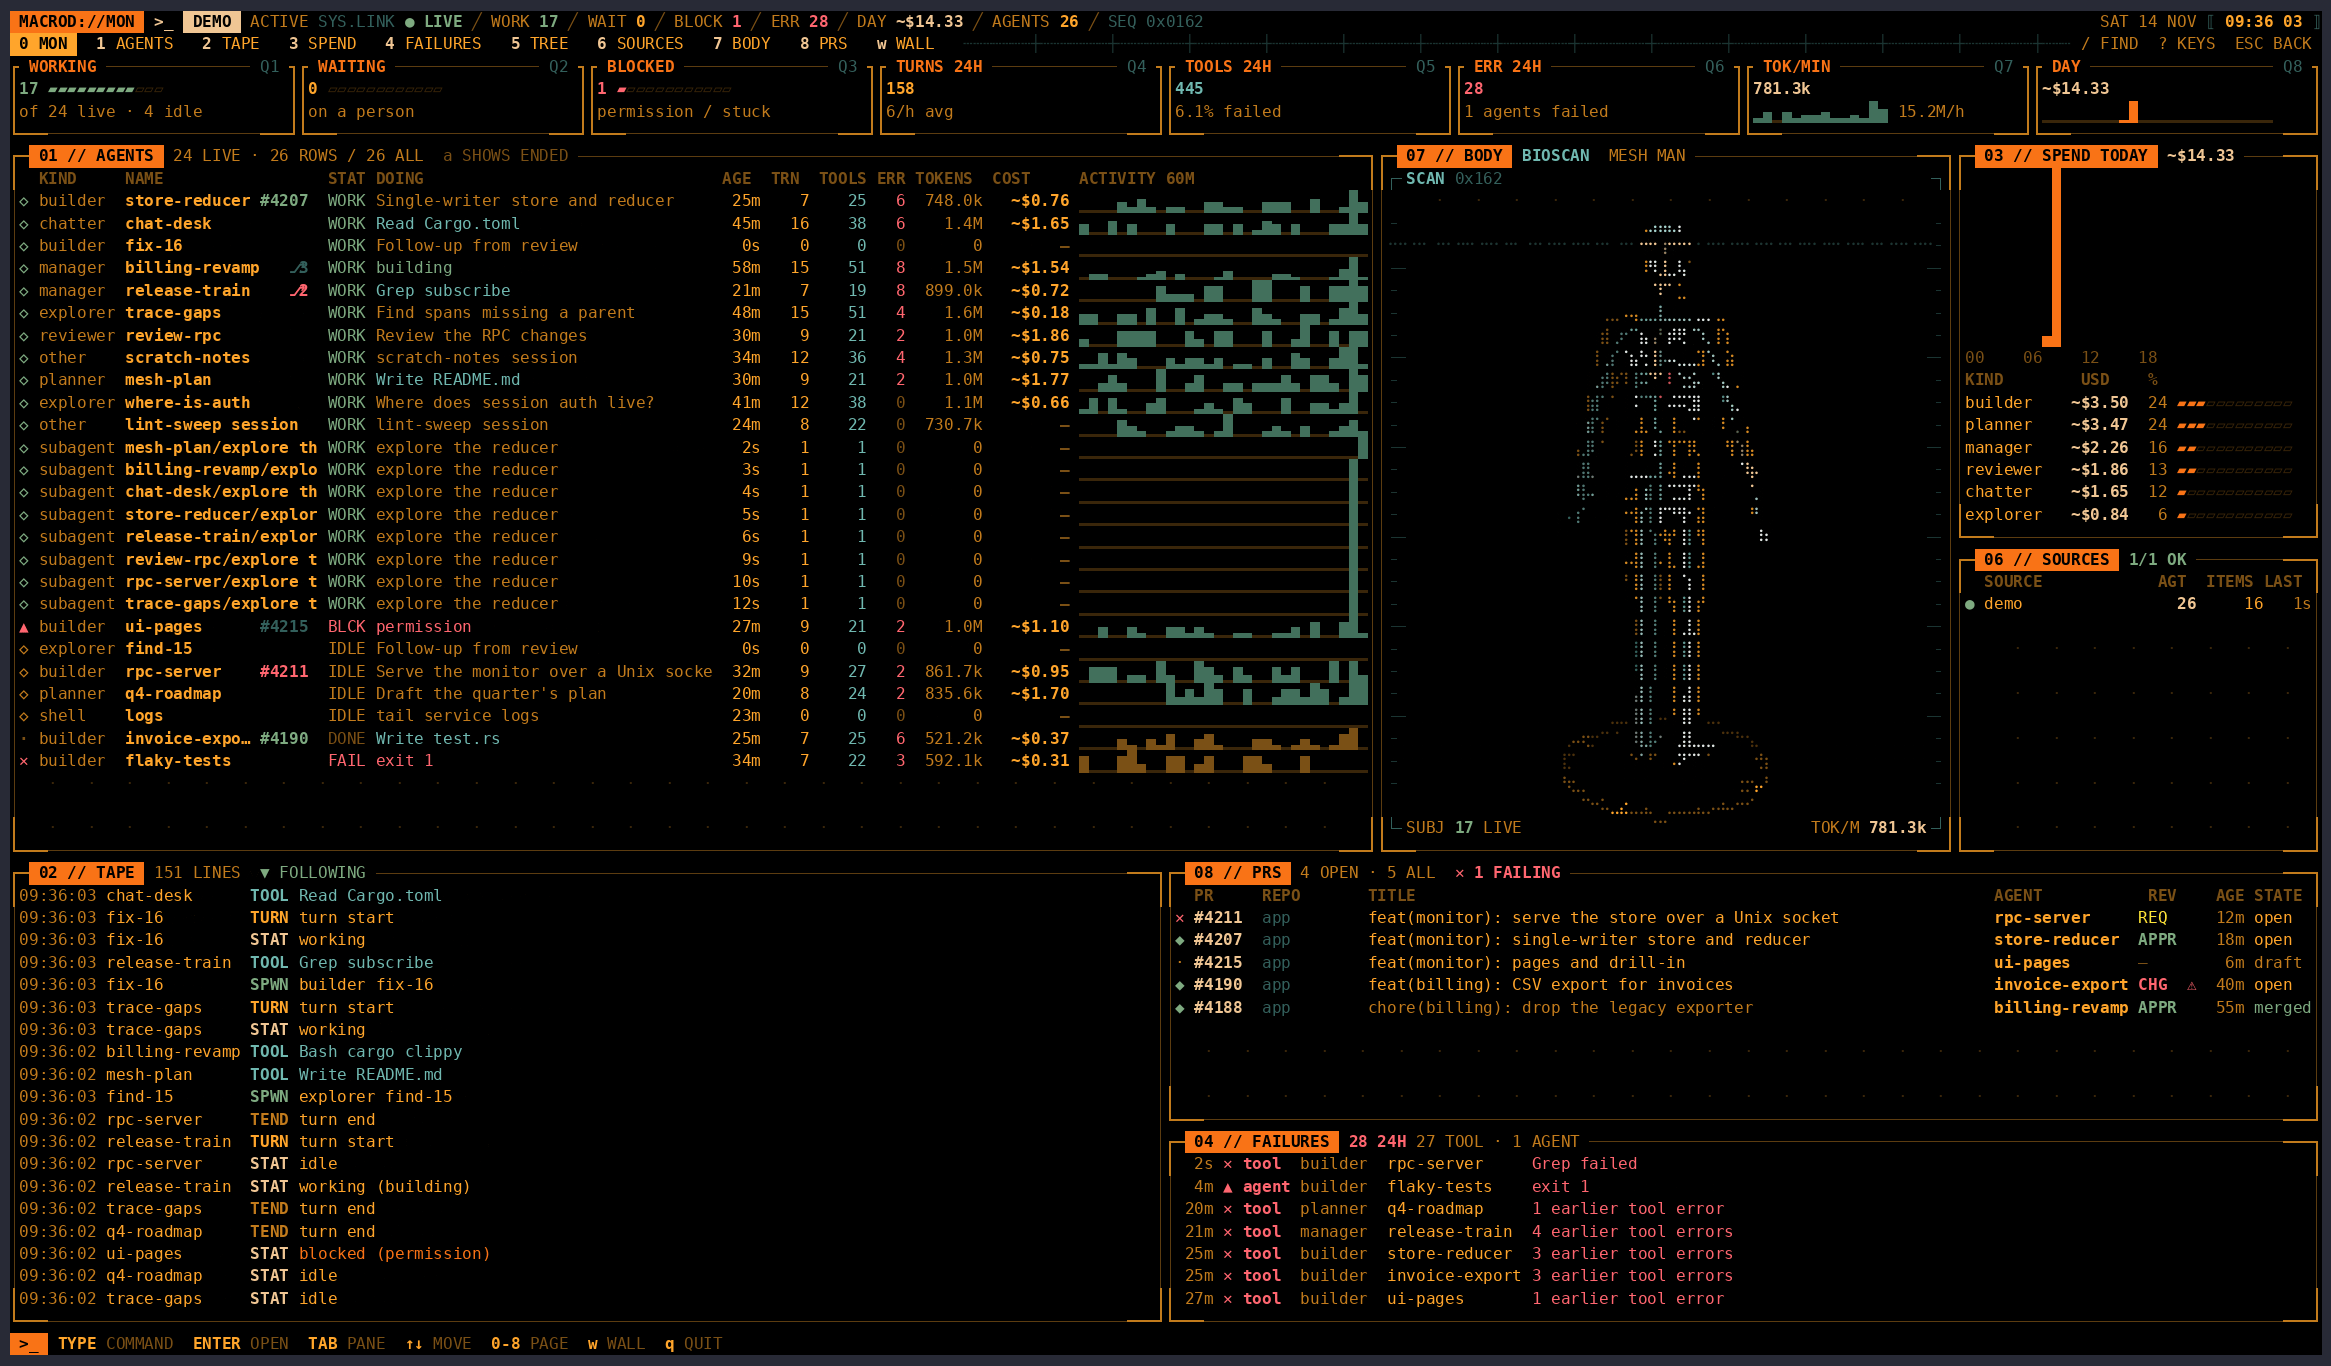 MACROD://MON >_ DEMO ACTIVE SYS.LINK ● LIVE / WORK 17 / WAIT 0 / BLOCK 1 / ERR 28 / DAY ~$14.33 / AGENTS 26 / SEQ 0x0162 SAT 14 NOV 09:36 03
0 MON 1 AGENTS 2 TAPE 3 SPEND 4 FAILURES 5 TREE 6 SOURCES 7 BODY 8 PRS w WALL / FIND ? KEYS ESC BACK
WORKING Q1 WAITING Q2 BLOCKED Q3 TURNS 24H Q4 TOOLS 24H Q5 ERR 24H Q6 TOK/MIN Q7 DAY Q8
17 0 1 158 445 28 781.3k ~$14.33
of 24 live · 4 idle on a person permission / stuck 6/h avg 6.1% failed 1 agents failed 15.2M/h
01 // AGENTS 24 LIVE · 26 ROWS / 26 ALL a SHOWS ENDED
KIND NAME STAT DOING AGE TRN TOOLS ERR TOKENS COST ACTIVITY 60M
◇ builder store-reducer #4207 WORK Single-writer store and reducer 25m 7 25 6 748.0k ~$0.76
◇ chatter chat-desk WORK Read Cargo.toml 45m 16 38 6 1.4M ~$1.65
◇ builder fix-16 WORK Follow-up from review 0s 0 0 0 0 —
◇ manager billing-revamp ⎇3 WORK building 58m 15 51 8 1.5M ~$1.54
◇ manager release-train ⎇2 WORK Grep subscribe 21m 7 19 8 899.0k ~$0.72
◇ explorer trace-gaps WORK Find spans missing a parent 48m 15 51 4 1.6M ~$0.18
◇ reviewer review-rpc WORK Review the RPC changes 30m 9 21 2 1.0M ~$1.86
◇ other scratch-notes WORK scratch-notes session 34m 12 36 4 1.3M ~$0.75
◇ planner mesh-plan WORK Write README.md 30m 9 21 2 1.0M ~$1.77
◇ explorer where-is-auth WORK Where does session auth live? 41m 12 38 0 1.1M ~$0.66
◇ other lint-sweep session WORK lint-sweep session 24m 8 22 0 730.7k —
◇ subagent mesh-plan/explore th WORK explore the reducer 2s 1 1 0 0 —
◇ subagent billing-revamp/explo WORK explore the reducer 3s 1 1 0 0 —
◇ subagent chat-desk/explore th WORK explore the reducer 4s 1 1 0 0 —
◇ subagent store-reducer/explor WORK explore the reducer 5s 1 1 0 0 —
◇ subagent release-train/explor WORK explore the reducer 6s 1 1 0 0 —
◇ subagent review-rpc/explore t WORK explore the reducer 9s 1 1 0 0 —
◇ subagent rpc-server/explore t WORK explore the reducer 10s 1 1 0 0 —
◇ subagent trace-gaps/explore t WORK explore the reducer 12s 1 1 0 0 —
▲ builder ui-pages #4215 BLCK permission 27m 9 21 2 1.0M ~$1.10
◇ explorer find-15 IDLE Follow-up from review 0s 0 0 0 0 —
◇ builder rpc-server #4211 IDLE Serve the monitor over a Unix socke 32m 9 27 2 861.7k ~$0.95
◇ planner q4-roadmap IDLE Draft the quarter's plan 20m 8 24 2 835.6k ~$1.70
◇ shell logs IDLE tail service logs 23m 0 0 0 0 —
· builder invoice-expo… #4190 DONE Write test.rs 25m 7 25 6 521.2k ~$0.37
× builder flaky-tests FAIL exit 1 34m 7 22 3 592.1k ~$0.31
07 // BODY BIOSCAN MESH MAN
SCAN 0x162
SUBJ 17 LIVE TOK/M 781.3k
03 // SPEND TODAY ~$14.33
00 06 12 18
KIND USD %
builder ~$3.50 24
planner ~$3.47 24
manager ~$2.26 16
reviewer ~$1.86 13
chatter ~$1.65 12
explorer ~$0.84 6
06 // SOURCES 1/1 OK
SOURCE AGT ITEMS LAST
● demo 26 16 1s
02 // TAPE 151 LINES ▼ FOLLOWING
09:36:03 chat-desk TOOL Read Cargo.toml
09:36:03 fix-16 TURN turn start
09:36:03 fix-16 STAT working
09:36:03 release-train TOOL Grep subscribe
09:36:03 fix-16 SPWN builder fix-16
09:36:03 trace-gaps TURN turn start
09:36:03 trace-gaps STAT working
09:36:02 billing-revamp TOOL Bash cargo clippy
09:36:02 mesh-plan TOOL Write README.md
09:36:02 find-15 SPWN explorer find-15
09:36:02 rpc-server TEND turn end
09:36:02 release-train TURN turn start
09:36:02 rpc-server STAT idle
09:36:02 release-train STAT working (building)
09:36:02 trace-gaps TEND turn end
09:36:02 q4-roadmap TEND turn end
09:36:02 ui-pages STAT blocked (permission)
09:36:02 q4-roadmap STAT idle
09:36:02 trace-gaps STAT idle
08 // PRS 4 OPEN · 5 ALL × 1 FAILING
PR REPO TITLE AGENT REV AGE STATE
× #4211 app feat(monitor): serve the store over a Unix socket rpc-server REQ 12m open
◆ #4207 app feat(monitor): single-writer store and reducer store-reducer APPR 18m open
· #4215 app feat(monitor): pages and drill-in ui-pages — 6m draft
◆ #4190 app feat(billing): CSV export for invoices invoice-export CHG ⚠ 40m open
◆ #4188 app chore(billing): drop the legacy exporter billing-revamp APPR 55m merged
04 // FAILURES 28 24H 27 TOOL · 1 AGENT
2s × tool builder rpc-server Grep failed
4m ▲ agent builder flaky-tests exit 1
20m × tool planner q4-roadmap 1 earlier tool error
21m × tool manager release-train 4 earlier tool errors
25m × tool builder store-reducer 3 earlier tool errors
25m × tool builder invoice-export 3 earlier tool errors
27m × tool builder ui-pages 1 earlier tool error
>_ TYPE COMMAND ENTER OPEN TAB PANE ↑↓ MOVE 0-8 PAGE w WALL q QUIT